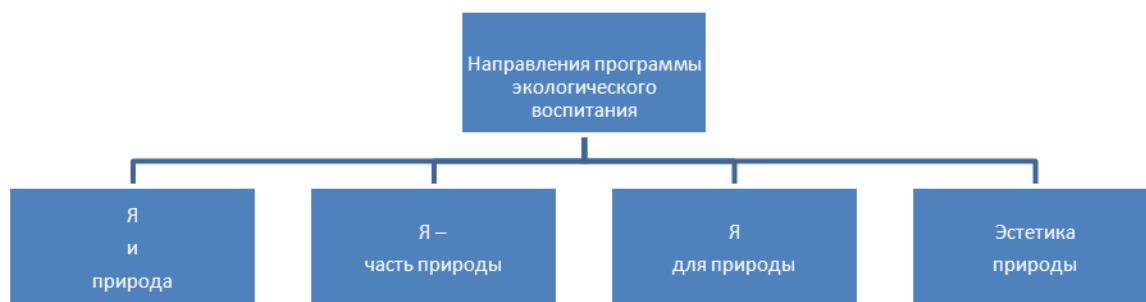 Направления программы
экологического
воспитания
Я
и
природа
Я –
часть природы
Я
для природы
Эстетика
природы